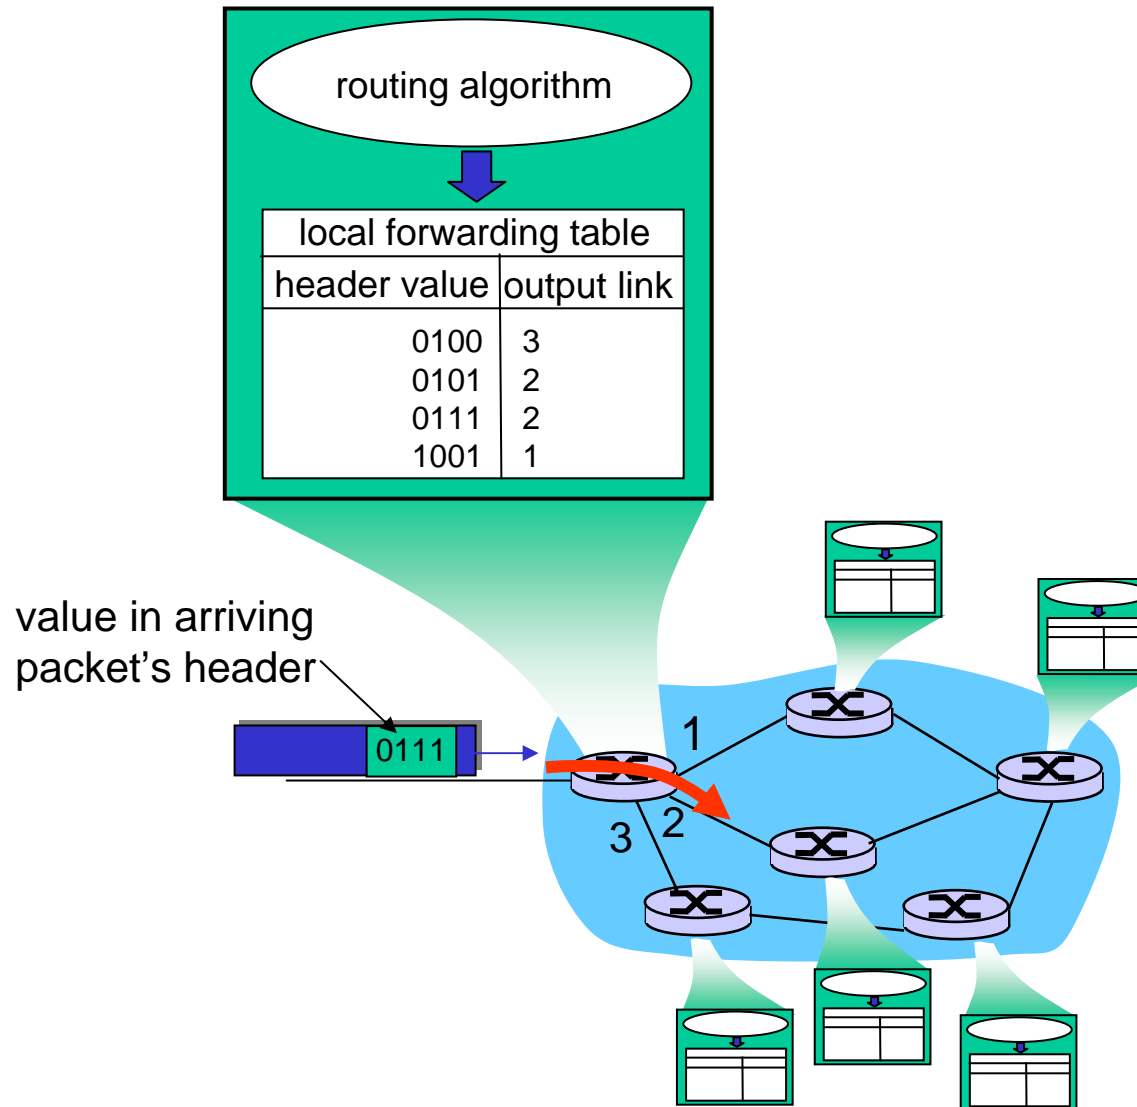 routing algorithm
local forwarding table
header value output link
0100 3
0101 2
0111 2
1001 1
value in arriving
packet's header
0111
1
2
3